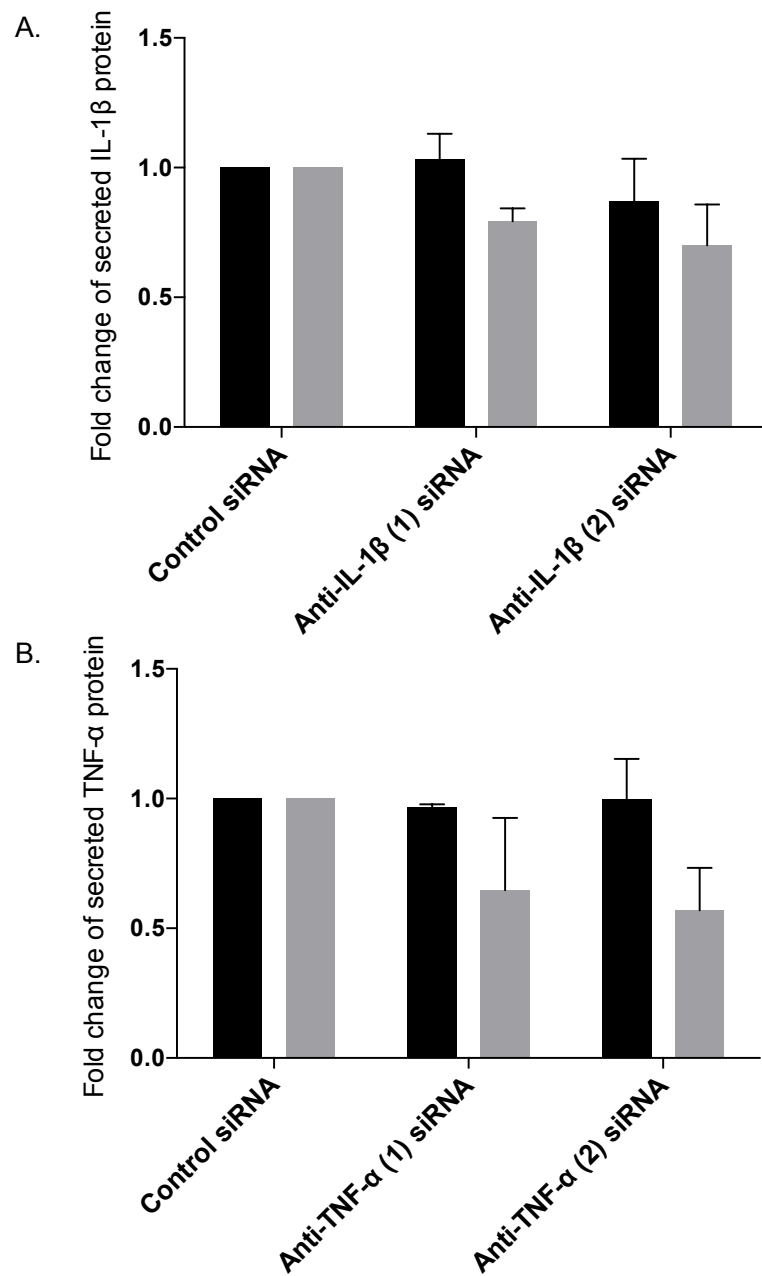 A.
Fold change of secreted IL-1β protein
1.5
1.0
0.5
0.0
Control siRNA
Anti-IL-1β (1) siRNA
Anti-IL-1β (2) siRNA
B.
Fold change of secreted TNF-α protein
1.5
1.0
0.5
0.0
Control siRNA
Anti-TNF-α (1) siRNA
Anti-TNF-α (2) siRNA